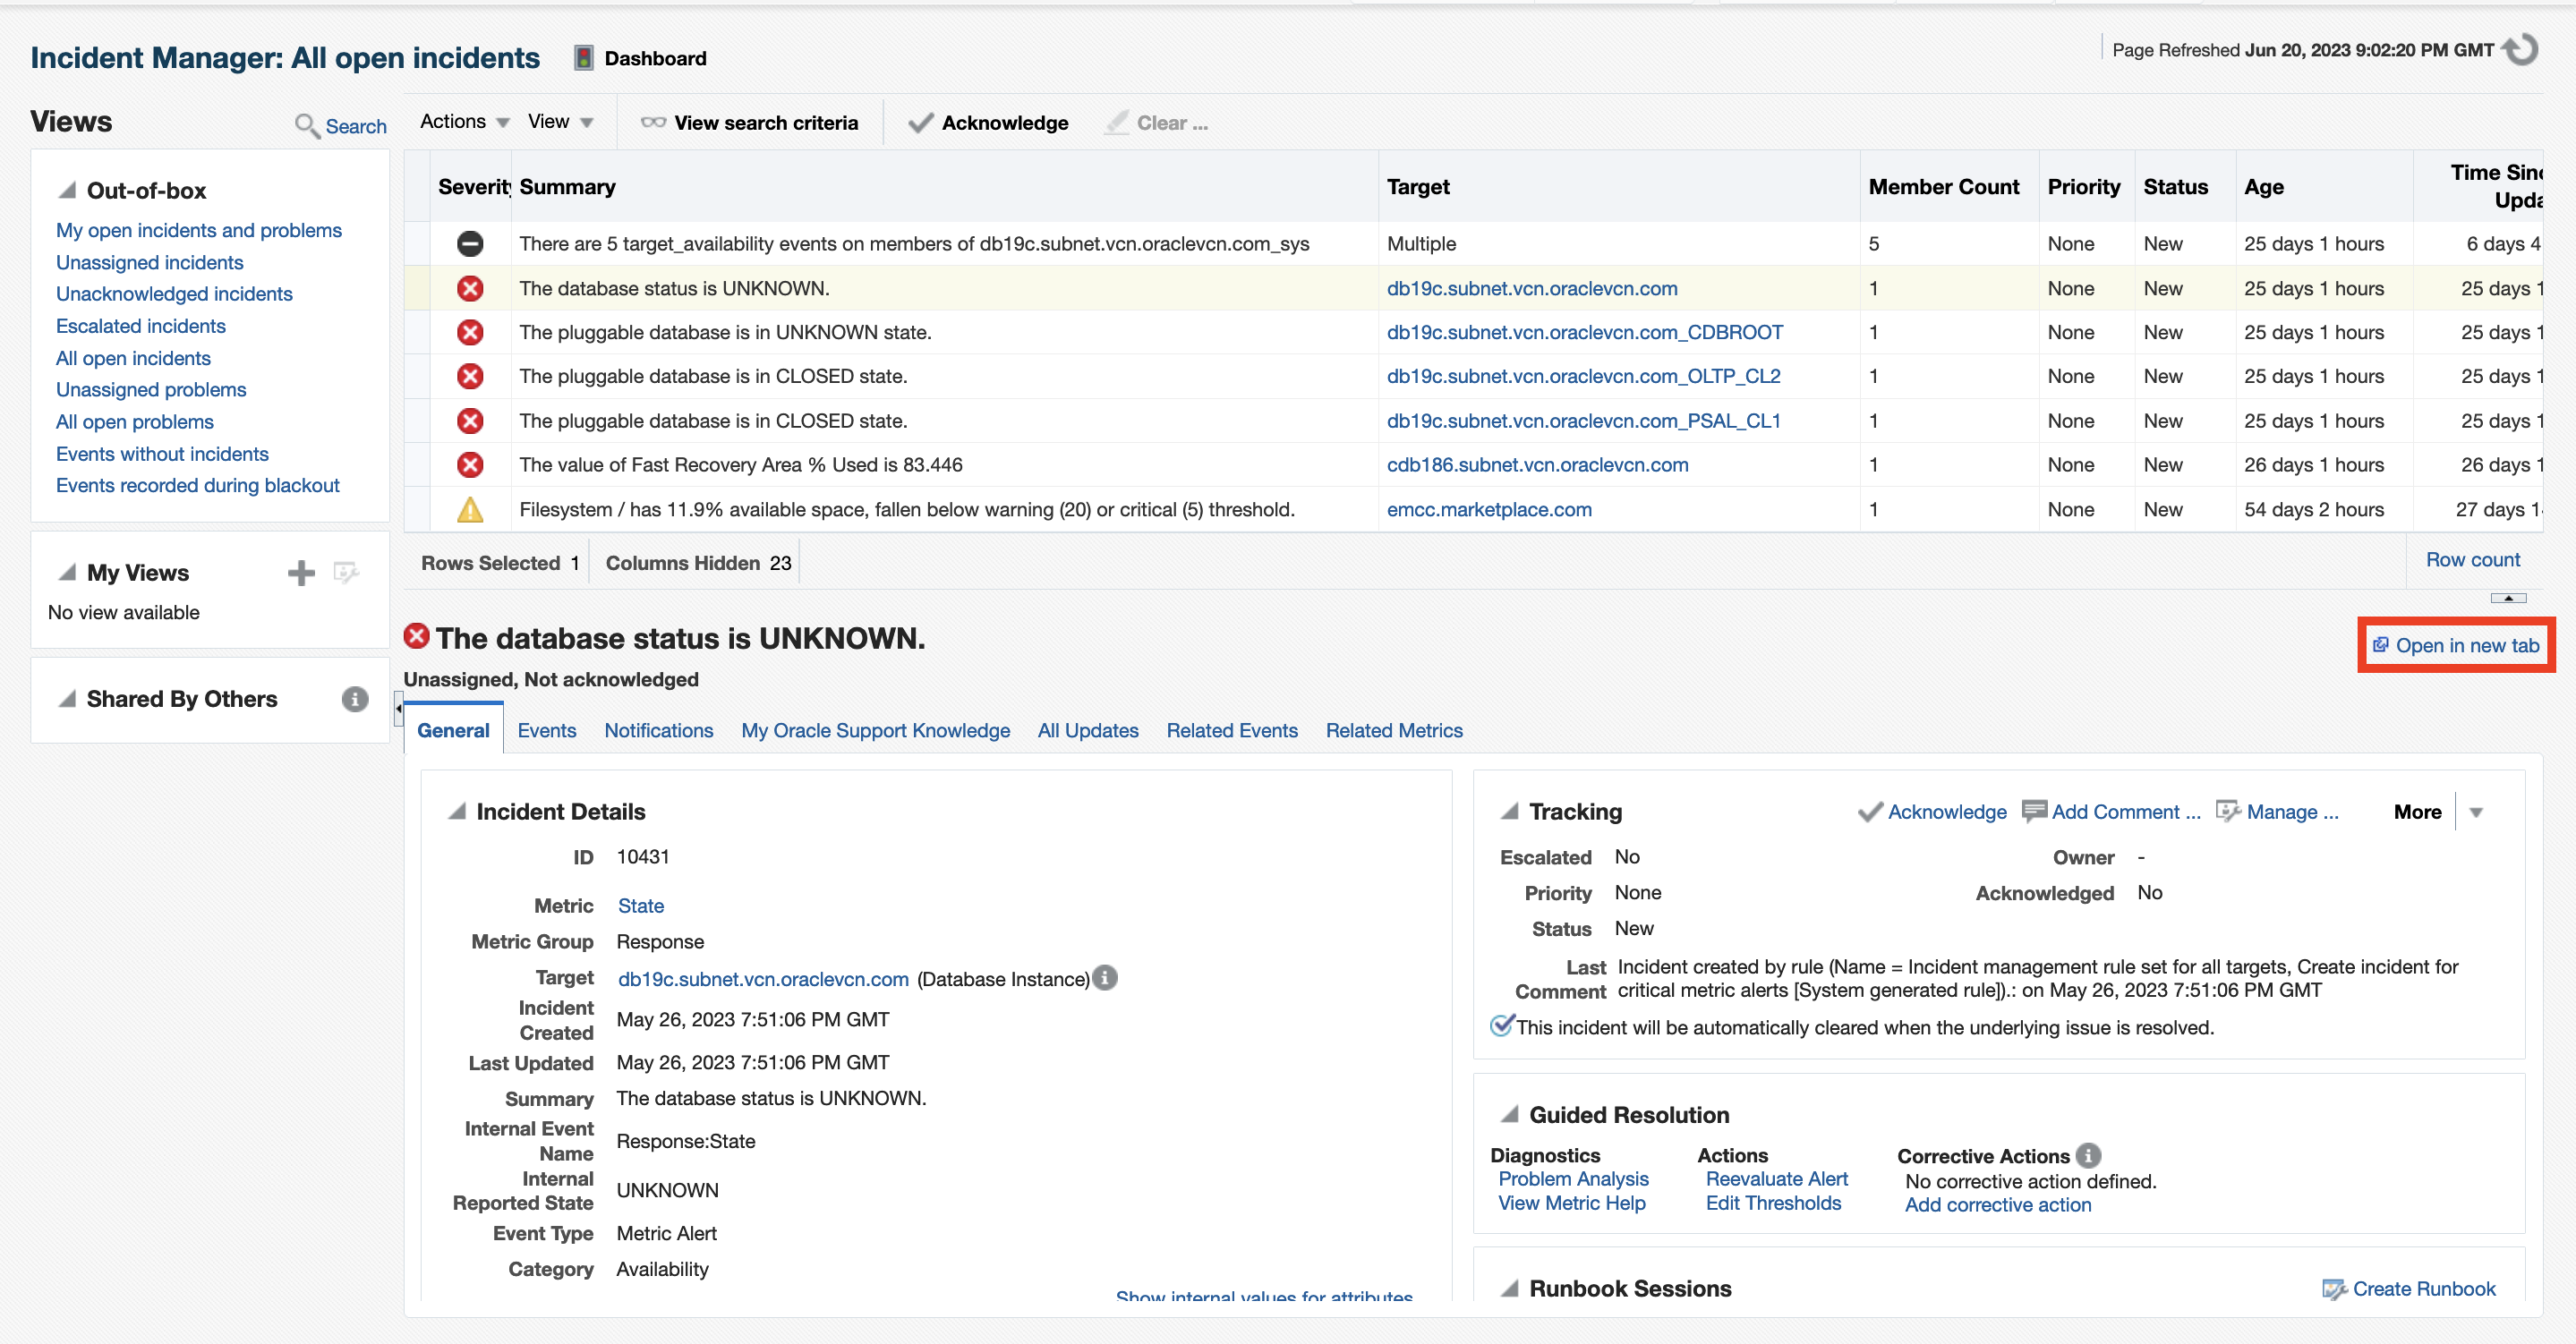 Incident Manager: All open incidents
Dashboard
Page Refreshed Jun 20, 2023 9:02:20 PM GMT
Views
Search
Out-of-box
My open incidents and problems
Unassigned incidents
Unacknowledged incidents
Escalated incidents
All open incidents
Unassigned problems
All open problems
Events without incidents
Events recorded during blackout
My Views
No view available
Shared By Others
Actions View View search criteria Acknowledge Clear ...
Severity Summary Target Member Count Priority Status Age Time Sinc Upda
There are 5 target_availability events on members of db19c.subnet.vcn.oraclevcn.com_sys Multiple 5 None New 25 days 1 hours 6 days 4
The database status is UNKNOWN. db19c.subnet.vcn.oraclevcn.com 1 None New 25 days 1 hours 25 days 1
The pluggable database is in UNKNOWN state. db19c.subnet.vcn.oraclevcn.com_CDBROOT 1 None New 25 days 1 hours 25 days 1
The pluggable database is in CLOSED state. db19c.subnet.vcn.oraclevcn.com_OLTP_CL2 1 None New 25 days 1 hours 25 days 1
The pluggable database is in CLOSED state. db19c.subnet.vcn.oraclevcn.com_PSAL_CL1 1 None New 25 days 1 hours 25 days 1
The value of Fast Recovery Area % Used is 83.446 cdb186.subnet.vcn.oraclevcn.com 1 None New 26 days 1 hours 26 days 1
Filesystem / has 11.9% available space, fallen below warning (20) or critical (5) threshold. emcc.marketplace.com 1 None New 54 days 2 hours 27 days 1
Rows Selected 1 Columns Hidden 23 Row count
The database status is UNKNOWN.
Open in new tab
Unassigned, Not acknowledged
General Events Notifications My Oracle Support Knowledge All Updates Related Events Related Metrics
Incident Details
ID 10431
Metric State
Metric Group Response
Target db19c.subnet.vcn.oraclevcn.com (Database Instance)
Incident Created May 26, 2023 7:51:06 PM GMT
Last Updated May 26, 2023 7:51:06 PM GMT
Summary The database status is UNKNOWN.
Internal Event Name Response:State
Internal Reported State UNKNOWN
Event Type Metric Alert
Category Availability
Show internal values for attributes
Tracking
Acknowledge Add Comment ... Manage ... More
Escalated No Owner -
Priority None Acknowledged No
Status New
Last Comment Incident created by rule (Name = Incident management rule set for all targets, Create incident for
critical metric alerts [System generated rule]).: on May 26, 2023 7:51:06 PM GMT
This incident will be automatically cleared when the underlying issue is resolved.
Guided Resolution
Diagnostics Actions Corrective Actions
Problem Analysis Reevaluate Alert No corrective action defined.
View Metric Help Edit Thresholds Add corrective action
Runbook Sessions
Create Runbook